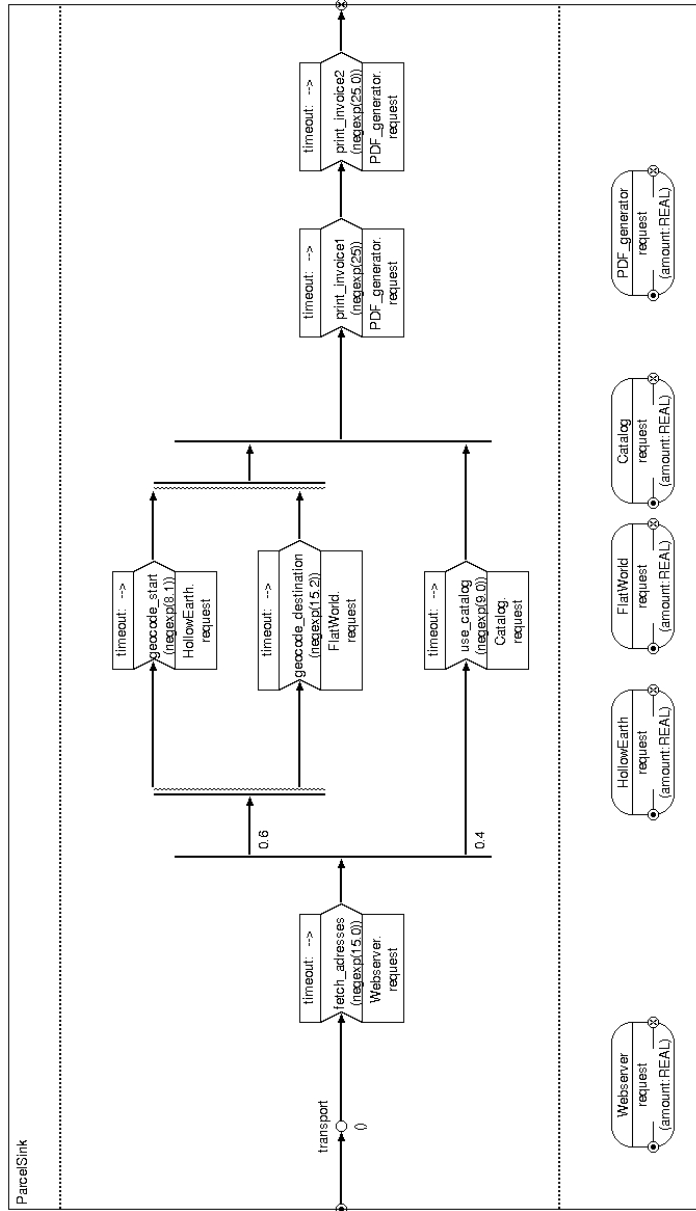 ParcelSink
transport
()
timeout: -->
fetch_adresses
(negexp(15.0))
Webserver.
request
0.6
0.4
timeout: -->
geocode_start
(negexp(8.1))
HollowEarth.
request
timeout: -->
geocode_destination
(negexp(15.2))
FlatWorld.
request
timeout: -->
use_catalog
(negexp(9.0))
Catalog.
request
timeout: -->
print_invoice1
(negexp(25))
PDF_generator.
request
timeout: -->
print_invoice2
(negexp(25.0))
PDF_generator.
request
Webserver
request
(amount:REAL)
HollowEarth
request
(amount:REAL)
FlatWorld
request
(amount:REAL)
Catalog
request
(amount:REAL)
PDF_generator
request
(amount:REAL)